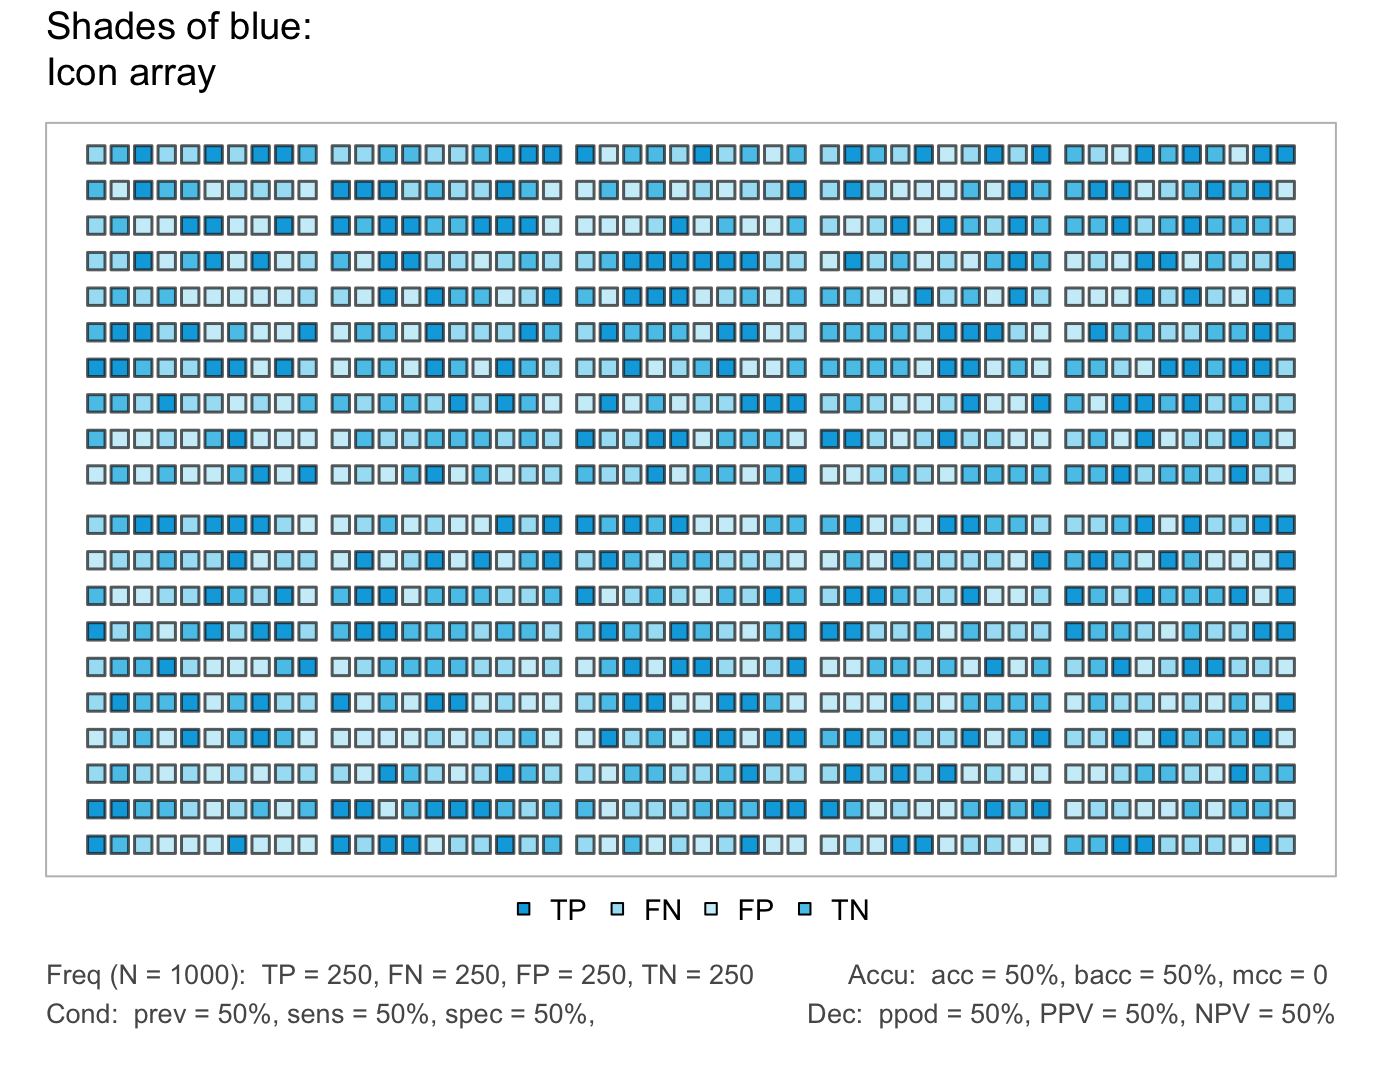 Shades of blue:
Icon array
TP FN FP TN
Freq (N = 1000):  TP = 250, FN = 250, FP = 250, TN = 250
Accu:  acc = 50%, bacc = 50%, mcc = 0
Cond:  prev = 50%, sens = 50%, spec = 50%,
Dec:  ppod = 50%, PPV = 50%, NPV = 50%